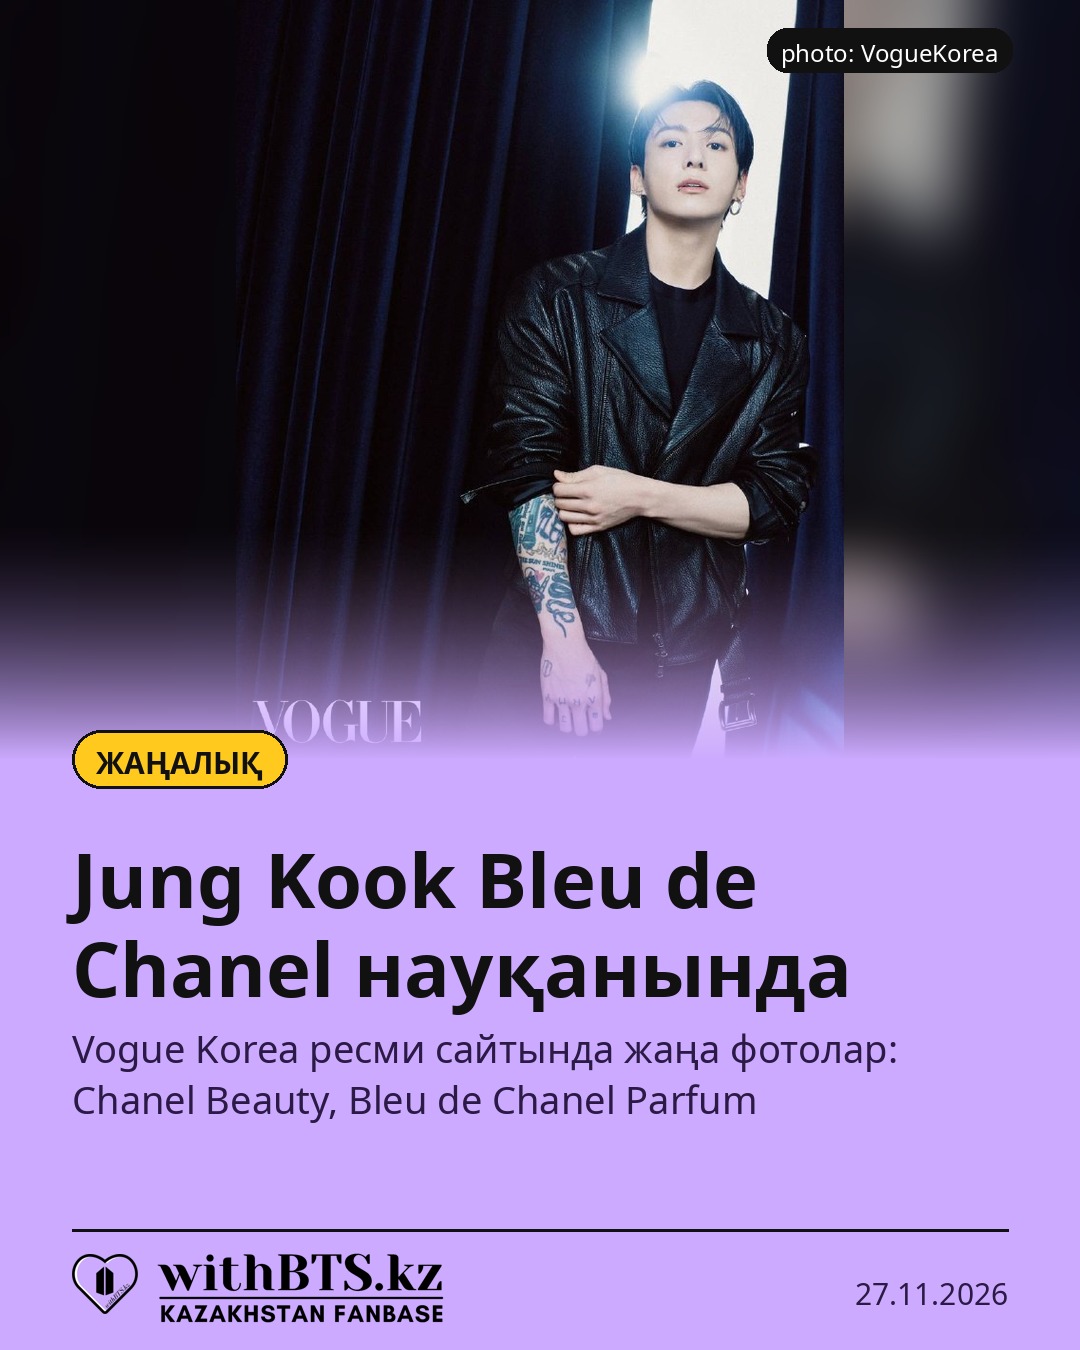 photo: VogueKorea
VOGUE
ЖАҢАЛЫҚ
Jung Kook Bleu de
Chanel науқанында
Vogue Korea ресми сайтында жаңа фотолар:
Chanel Beauty, Bleu de Chanel Parfum
withBTS.kz
KAZAKHSTAN FANBASE
27.11.2026